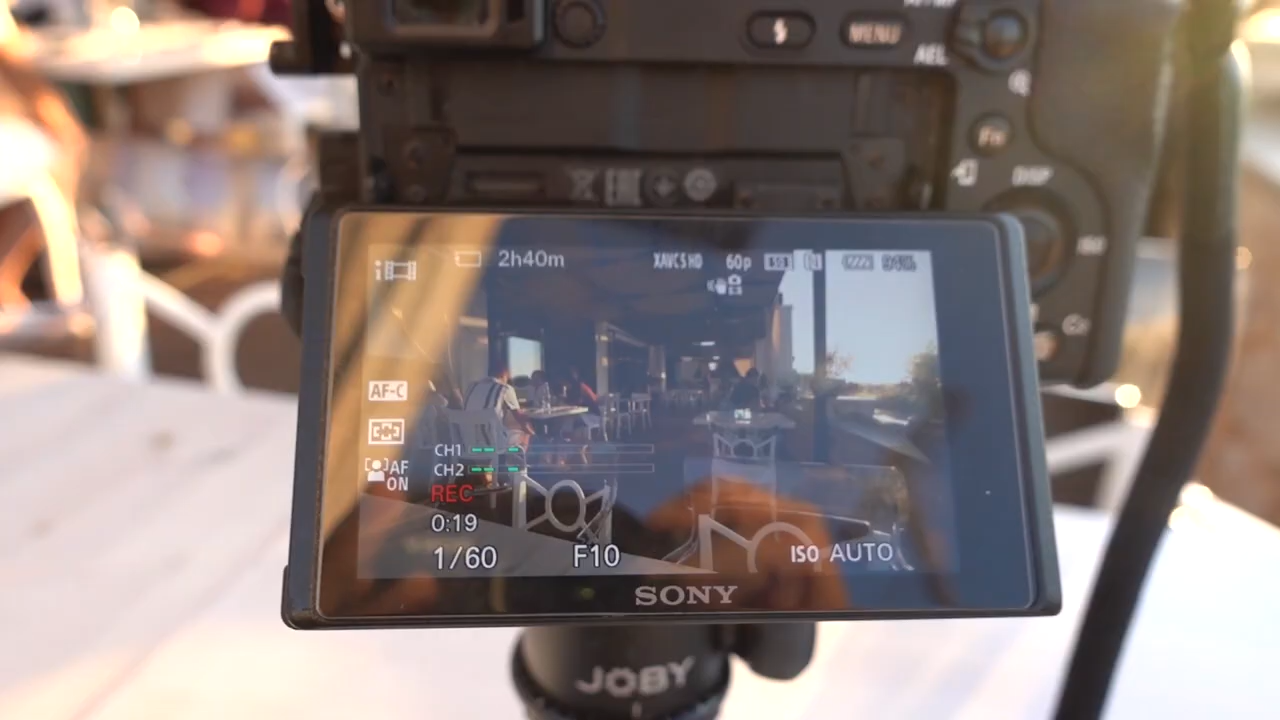 MENU
AEL
Fn
DISP
2h40m XAVC S HD 60p 94%
AF-C
AF
ON
CH1
CH2
REC
0:19
1/60 F10 ISO AUTO
SONY
JOBY